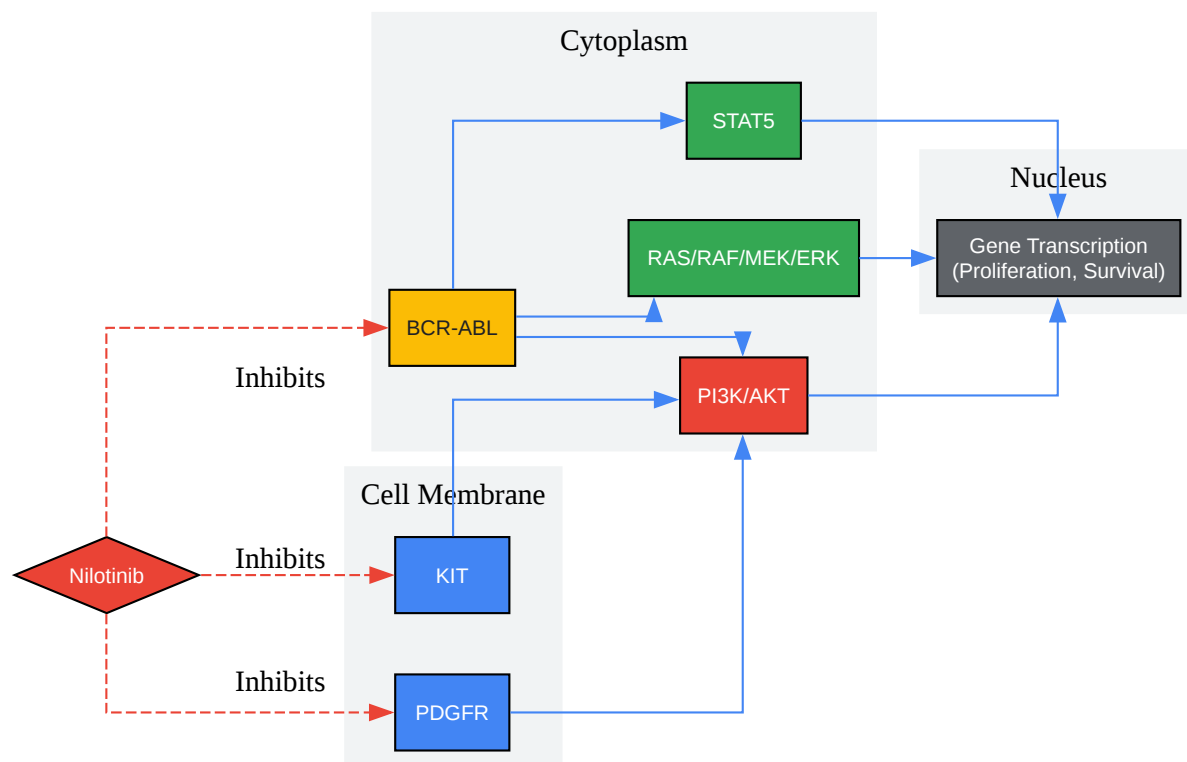 Cytoplasm
STAT5
Nucleus
RAS/RAF/MEK/ERK
Gene Transcription
(Proliferation, Survival)
BCR-ABL
Inhibits
PI3K/AKT
Cell Membrane
Inhibits
Nilotinib
KIT
Inhibits
PDGFR